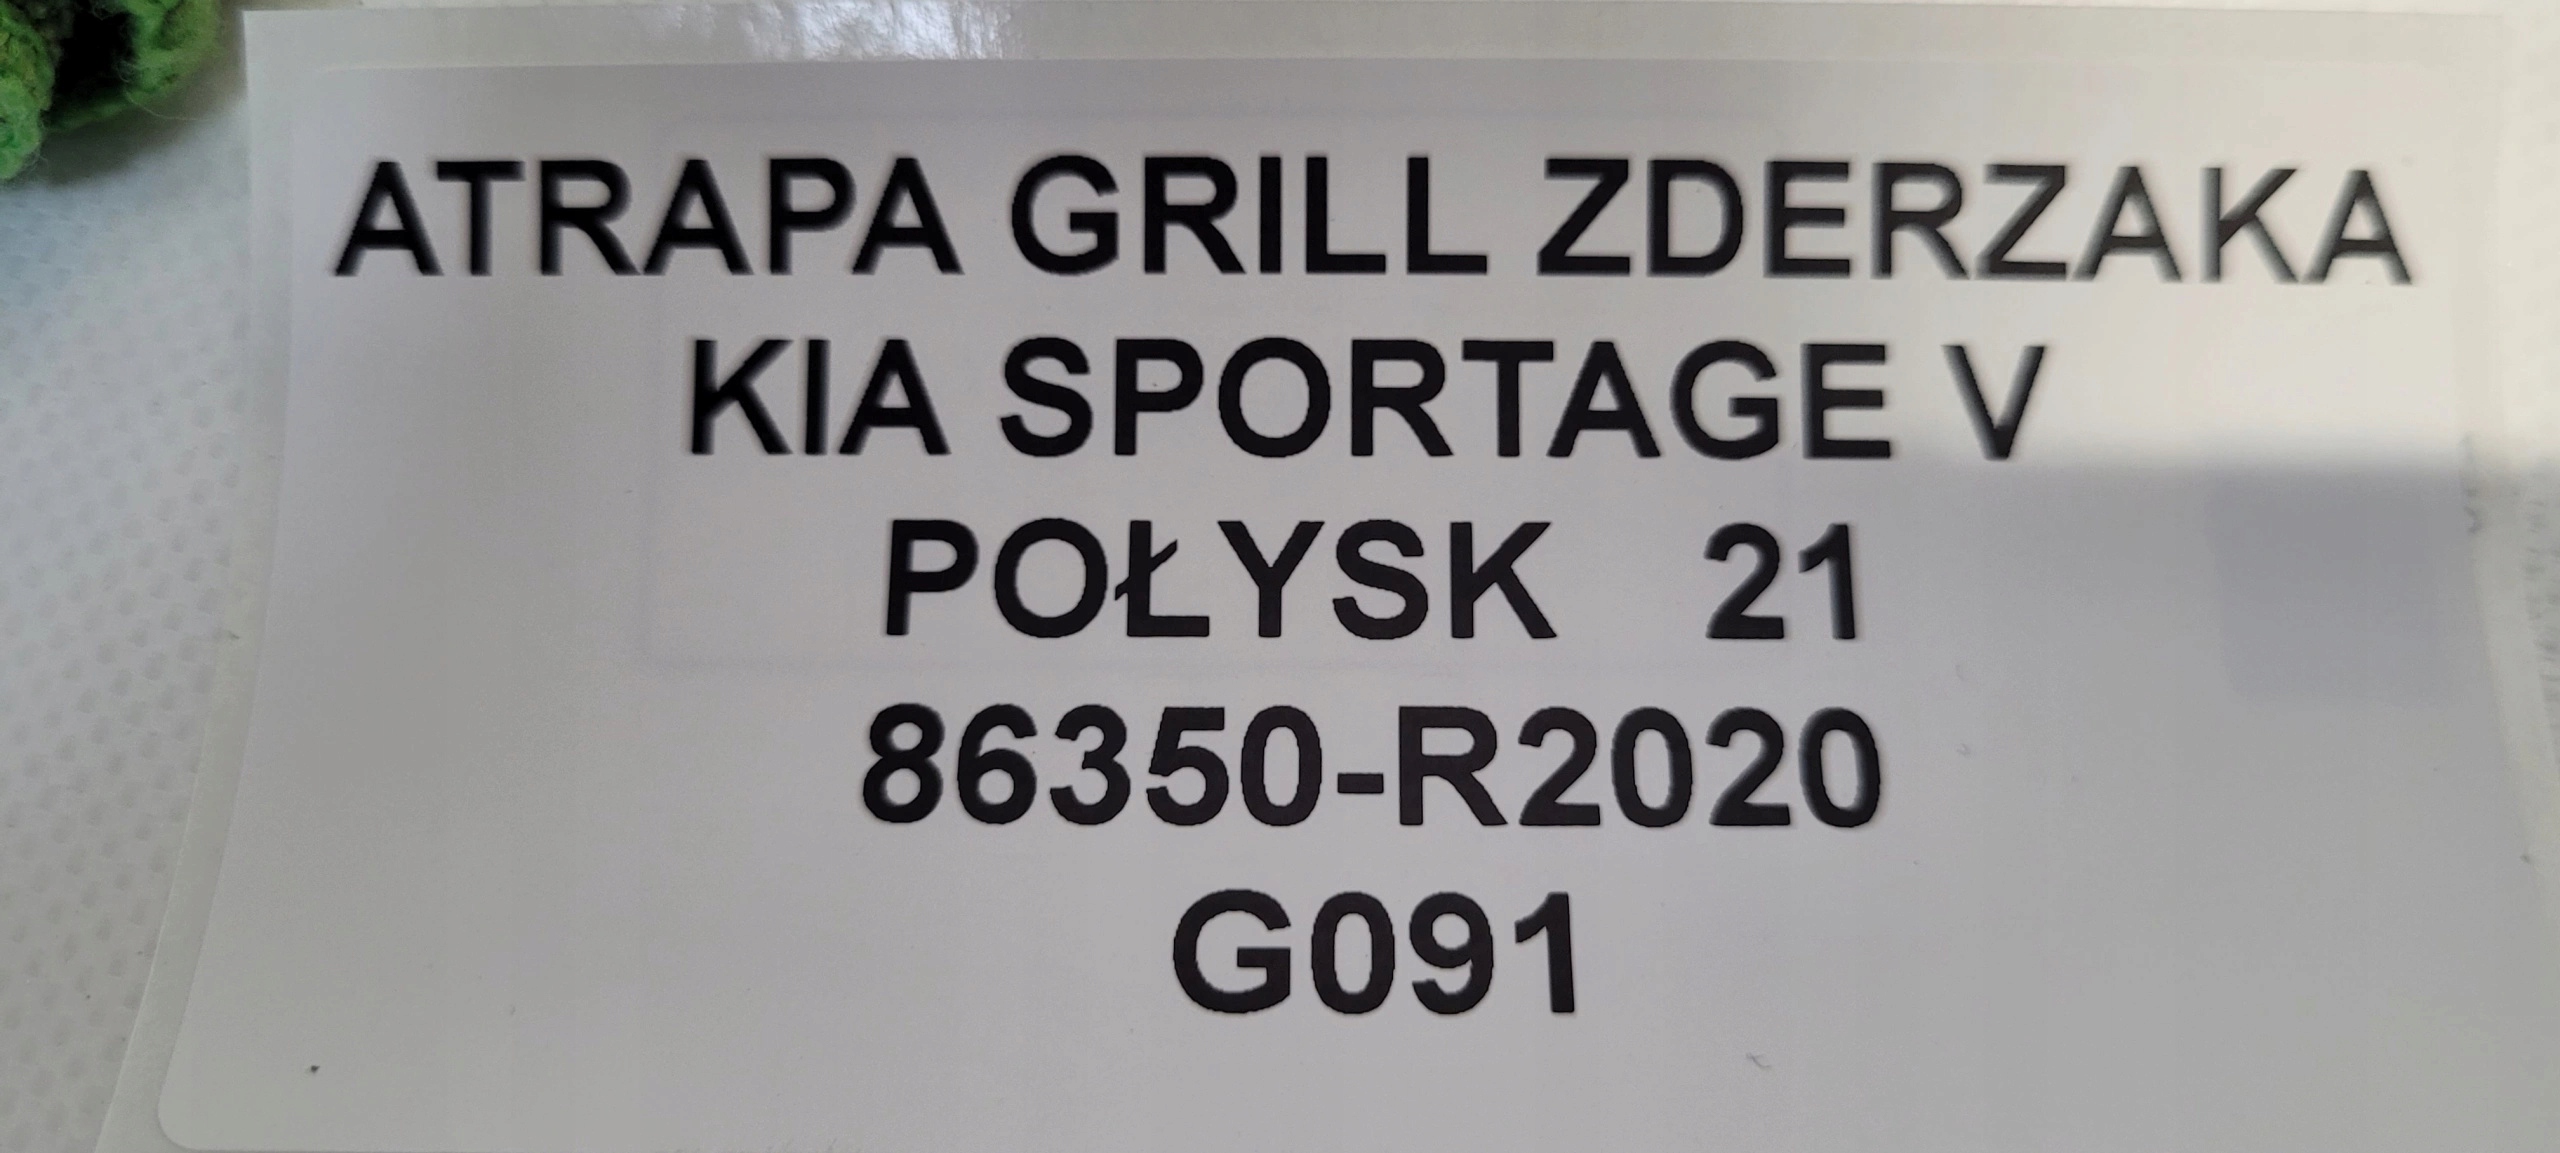 ATRAPA GRILL ZDERZAKA
KIA SPORTAGE V
POŁYSK 21
86350-R2020
G091